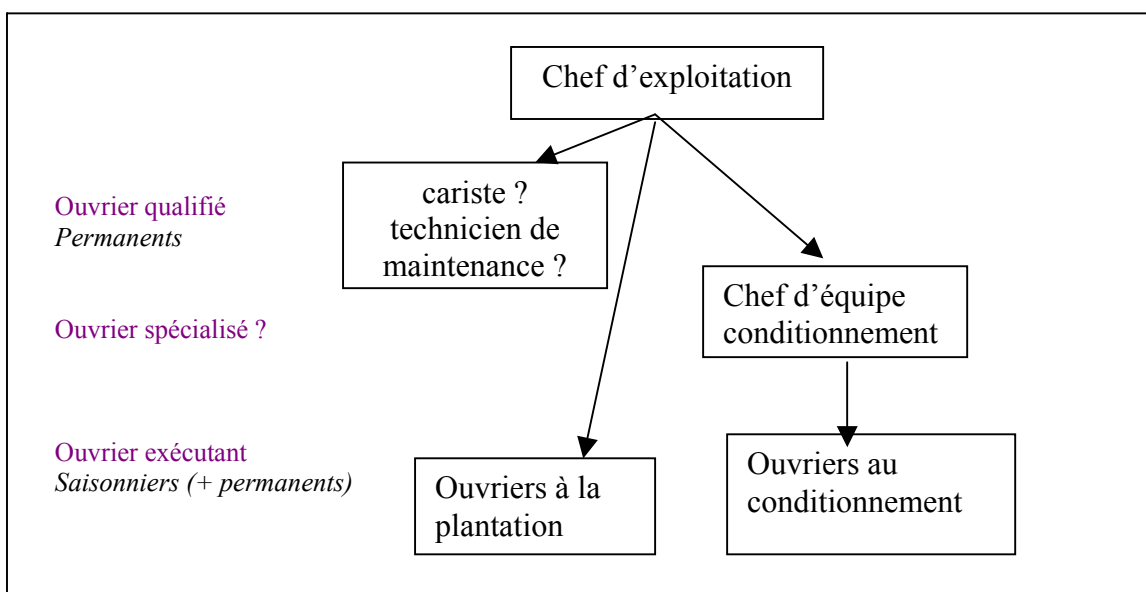 Chef d’exploitation
cariste ?
technicien de
maintenance ?
Ouvrier qualifié
Permanents
Chef d’équipe
conditionnement
Ouvrier spécialisé ?
Ouvrier exécutant
Saisonniers (+ permanents)
Ouvriers à la
plantation
Ouvriers au
conditionnement